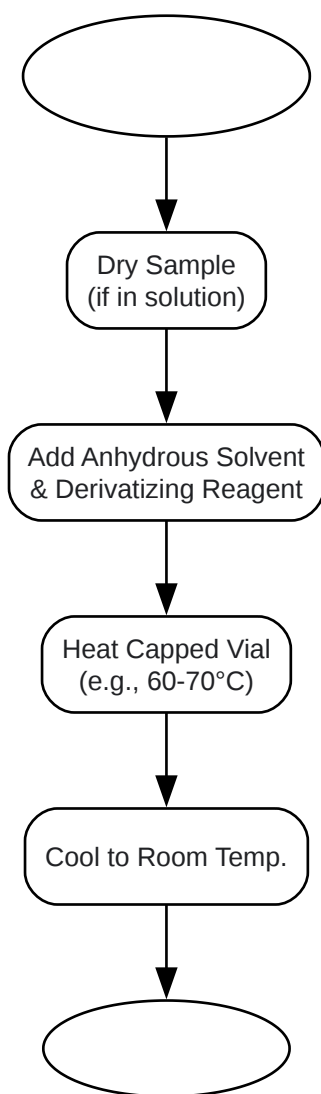 Dry Sample
(if in solution)
Add Anhydrous Solvent
& Derivatizing Reagent
Heat Capped Vial
(e.g., 60-70°C)
Cool to Room Temp.